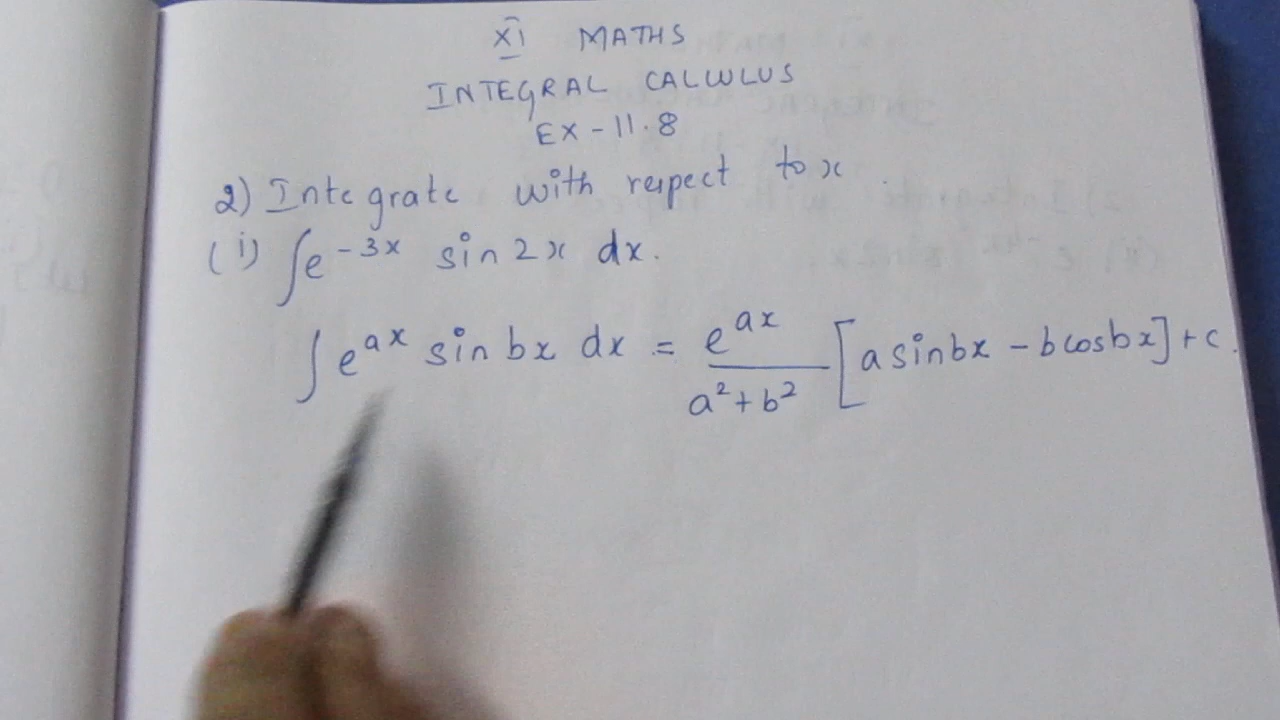 XI MATHS
INTEGRAL CALCULUS
EX - 11.8
2) Integrate with respect to x.
(i) ∫e^{-3x} sin 2x dx.
∫e^{ax} sin bx dx = e^{ax}/(a²+b²) [a sin bx - b cos bx] + c.